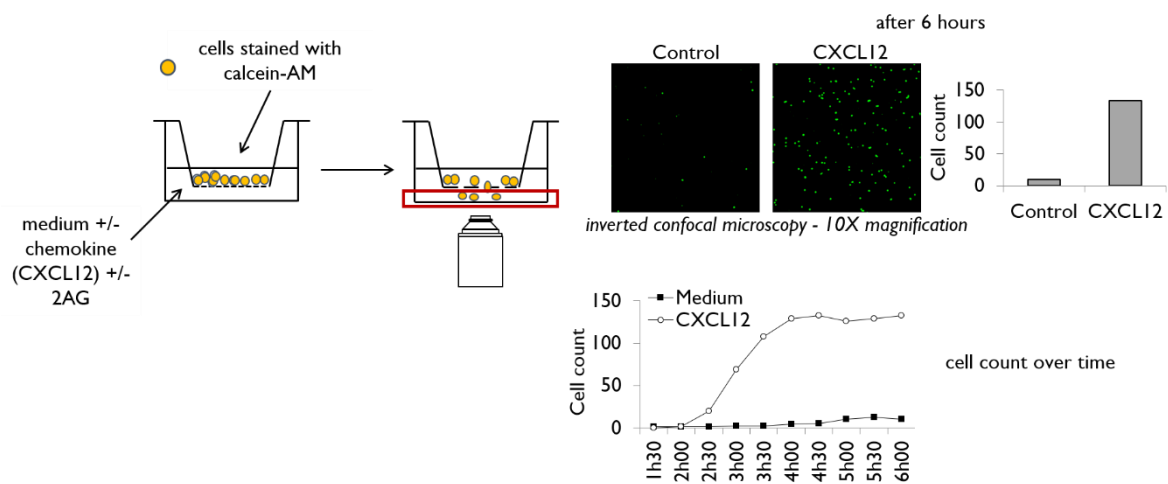 cells stained with
calcein-AM
medium +/-
chemokine
(CXCL12) +/-
2AG
after 6 hours
Control
CXCL12
inverted confocal microscopy - 10X magnification
Cell count
150
100
50
0
Control
CXCL12
Medium
CXCL12
Cell count
150
100
50
0
1h30
2h00
2h30
3h00
3h30
4h00
4h30
5h00
5h30
6h00
cell count over time